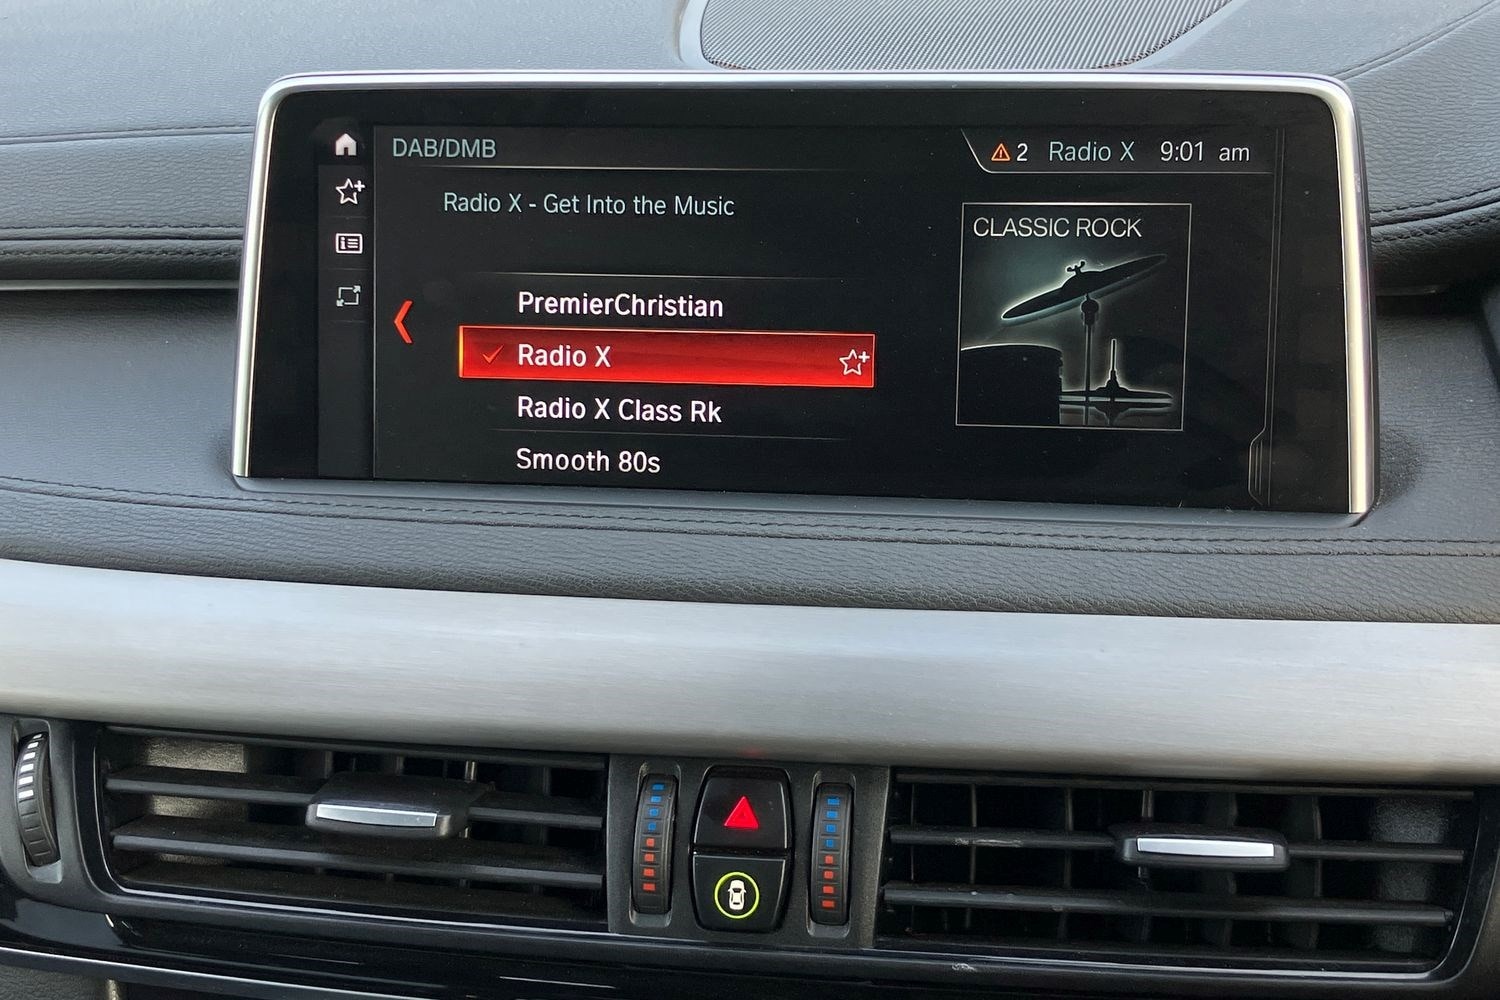 DAB/DMB
2 Radio X 9:01 am
Radio X - Get Into the Music
CLASSIC ROCK
PremierChristian
Radio X
Radio X Class Rk
Smooth 80s